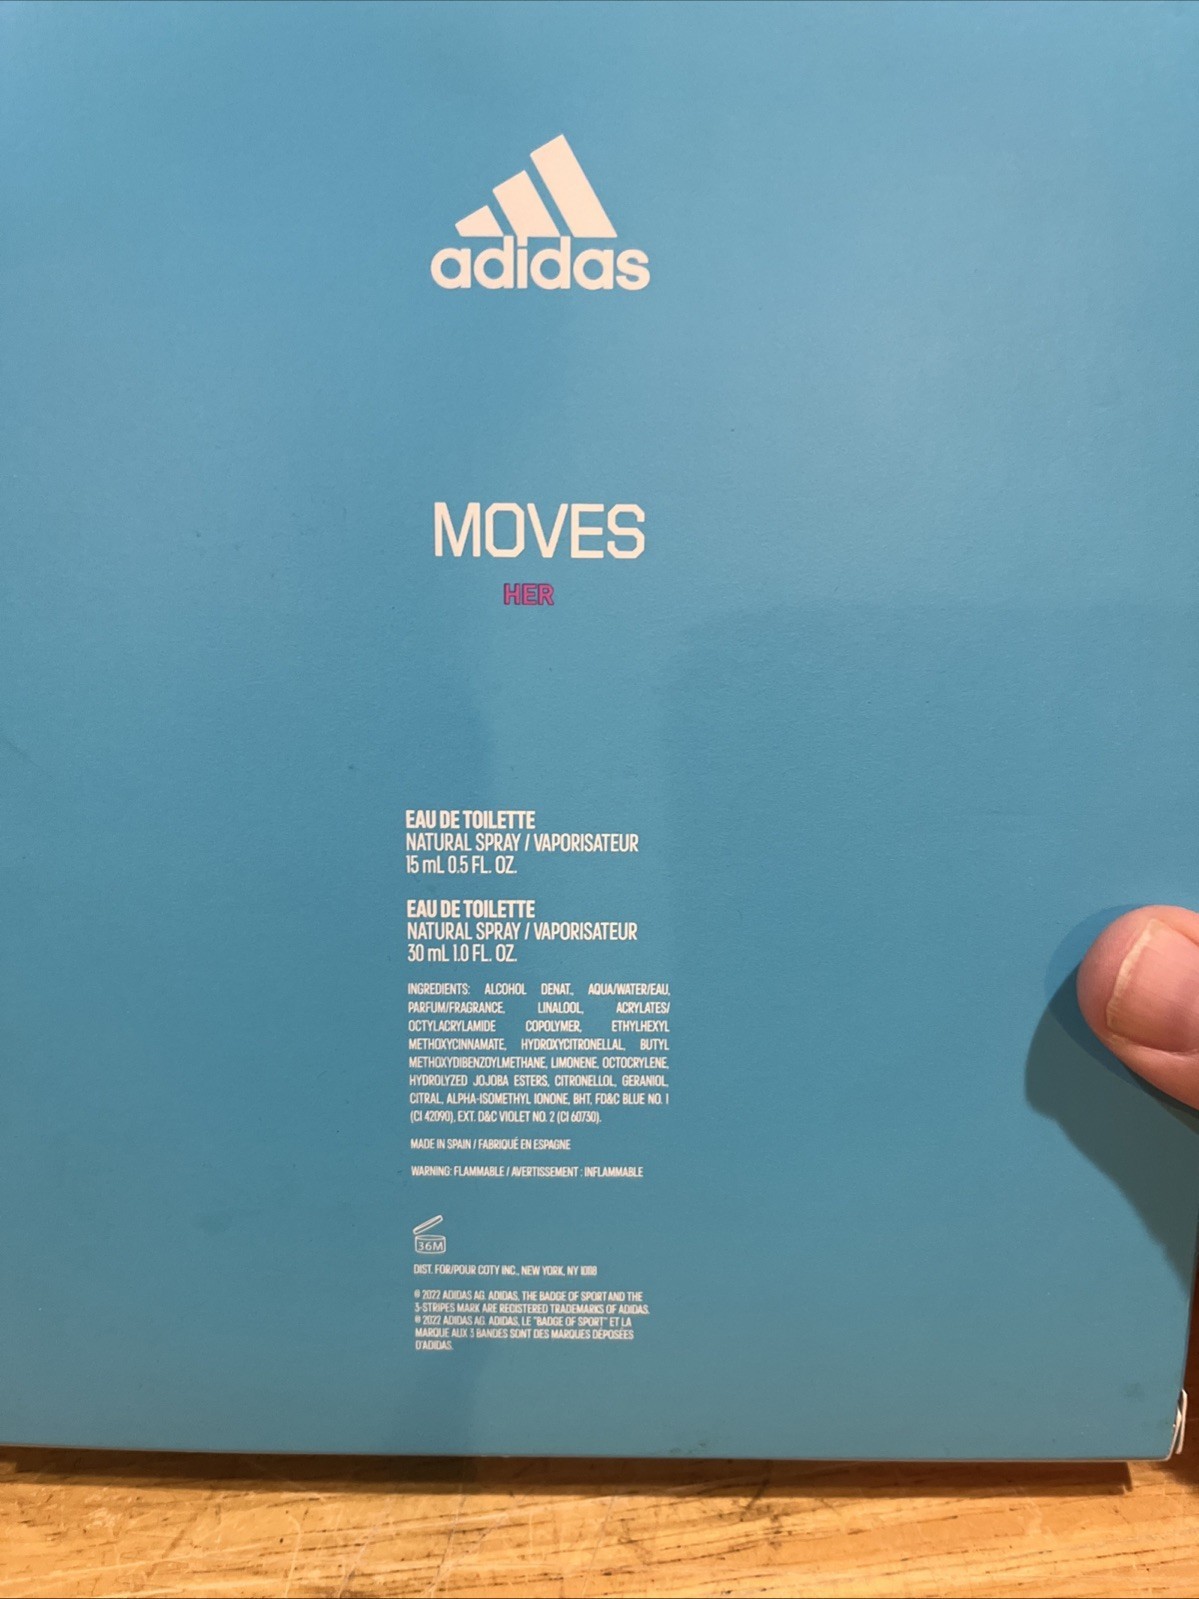 adidas
MOVES
HER
EAU DE TOILETTE
NATURAL SPRAY / VAPORISATEUR
15 mL 0.5 FL. OZ.
EAU DE TOILETTE
NATURAL SPRAY / VAPORISATEUR
30 mL 1.0 FL. OZ.
INGREDIENTS: ALCOHOL DENAT., AQUA/WATER/EAU,
PARFUM/FRAGRANCE, LINALOOL, ACRYLATES/
OCTYLACRYLAMIDE COPOLYMER, ETHYLHEXYL
METHOXYCINNAMATE, HYDROXYCITRONELLAL, BUTYL
METHOXYDIBENZOYLMETHANE, LIMONENE, OCTOCRYLENE,
HYDROLYZED JOJOBA ESTERS, CITRONELLOL, GERANIOL,
CITRAL, ALPHA-ISOMETHYL IONONE, BHT, FD&C BLUE NO. 1
(CI 42090), EXT. D&C VIOLET NO. 2 (CI 60730).
MADE IN SPAIN / FABRIQUÉ EN ESPAGNE
WARNING: FLAMMABLE / AVERTISSEMENT : INFLAMMABLE
36M
DIST. FOR/POUR COTY INC., NEW YORK, NY 10118
© 2022 ADIDAS AG. ADIDAS, THE BADGE OF SPORT AND THE
3-STRIPES MARK ARE REGISTERED TRADEMARKS OF ADIDAS.
© 2022 ADIDAS AG. ADIDAS, LE "BADGE OF SPORT" ET LA
MARQUE AUX 3 BANDES SONT DES MARQUES DÉPOSÉES
D'ADIDAS.